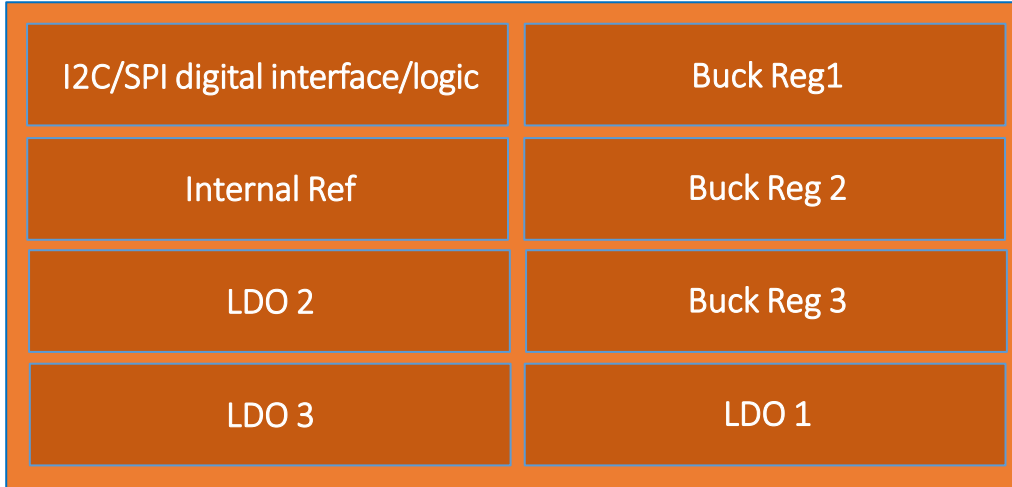 I2C/SPI digital interface/logic
Buck Reg1
Internal Ref
Buck Reg 2
LDO 2
Buck Reg 3
LDO 3
LDO 1